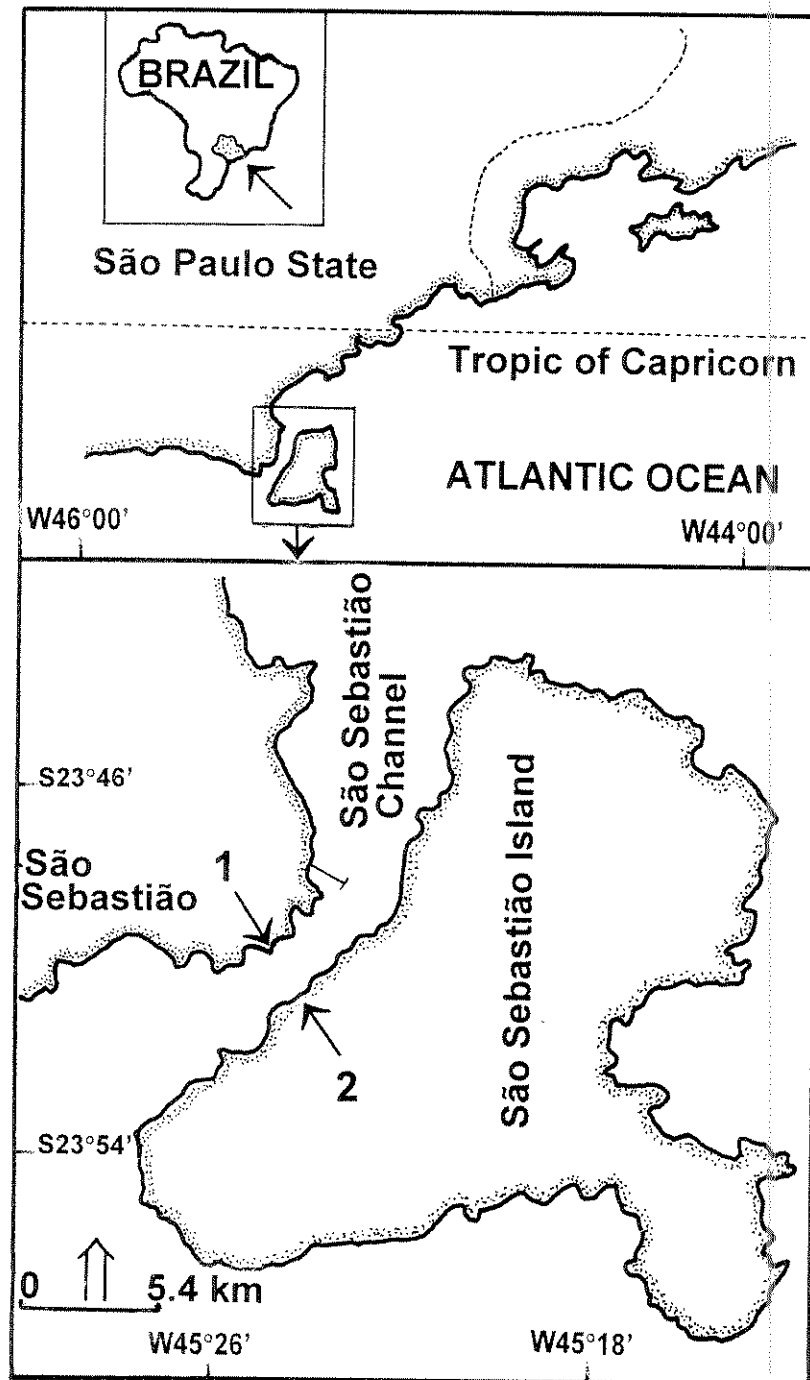 BRAZIL
São Paulo State
Tropic of Capricorn
ATLANTIC OCEAN
W46°00'
W44°00'
São Sebastião
Channel
S23°46'
São Sebastião Island
São
Sebastião
1
2
S23°54'
0 5.4 km
W45°26'
W45°18'